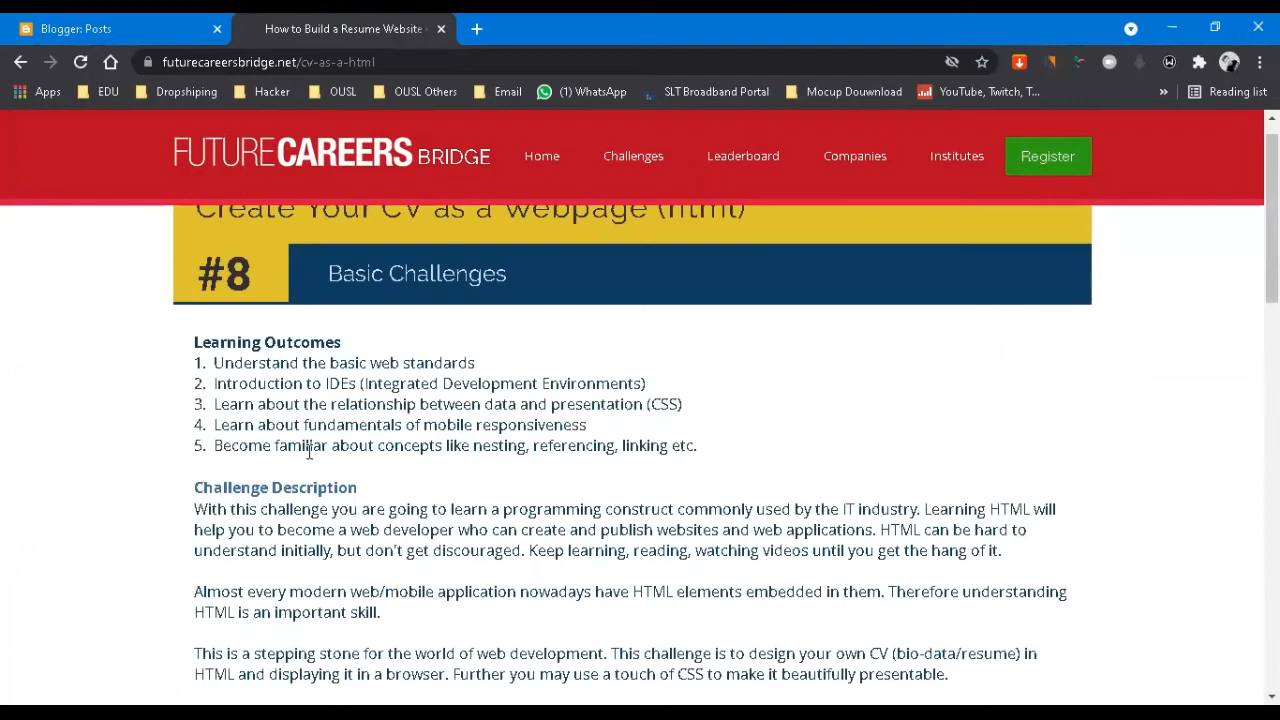 Blogger: Posts
How to Build a Resume Website
futurecareersbridge.net/cv-as-a-html
Apps EDU Dropshiping Hacker OUSL OUSL Others Email (1) WhatsApp SLT Broadband Portal Mocup Douwnload YouTube, Twitch, T... » Reading list
FUTURECAREERS BRIDGE Home Challenges Leaderboard Companies Institutes Register
Create Your CV as a Webpage (html)
#8 Basic Challenges
Learning Outcomes
1. Understand the basic web standards
2. Introduction to IDEs (Integrated Development Environments)
3. Learn about the relationship between data and presentation (CSS)
4. Learn about fundamentals of mobile responsiveness
5. Become familiar about concepts like nesting, referencing, linking etc.
Challenge Description
With this challenge you are going to learn a programming construct commonly used by the IT industry. Learning HTML will
help you to become a web developer who can create and publish websites and web applications. HTML can be hard to
understand initially, but don't get discouraged. Keep learning, reading, watching videos until you get the hang of it.
Almost every modern web/mobile application nowadays have HTML elements embedded in them. Therefore understanding
HTML is an important skill.
This is a stepping stone for the world of web development. This challenge is to design your own CV (bio-data/resume) in
HTML and displaying it in a browser. Further you may use a touch of CSS to make it beautifully presentable.